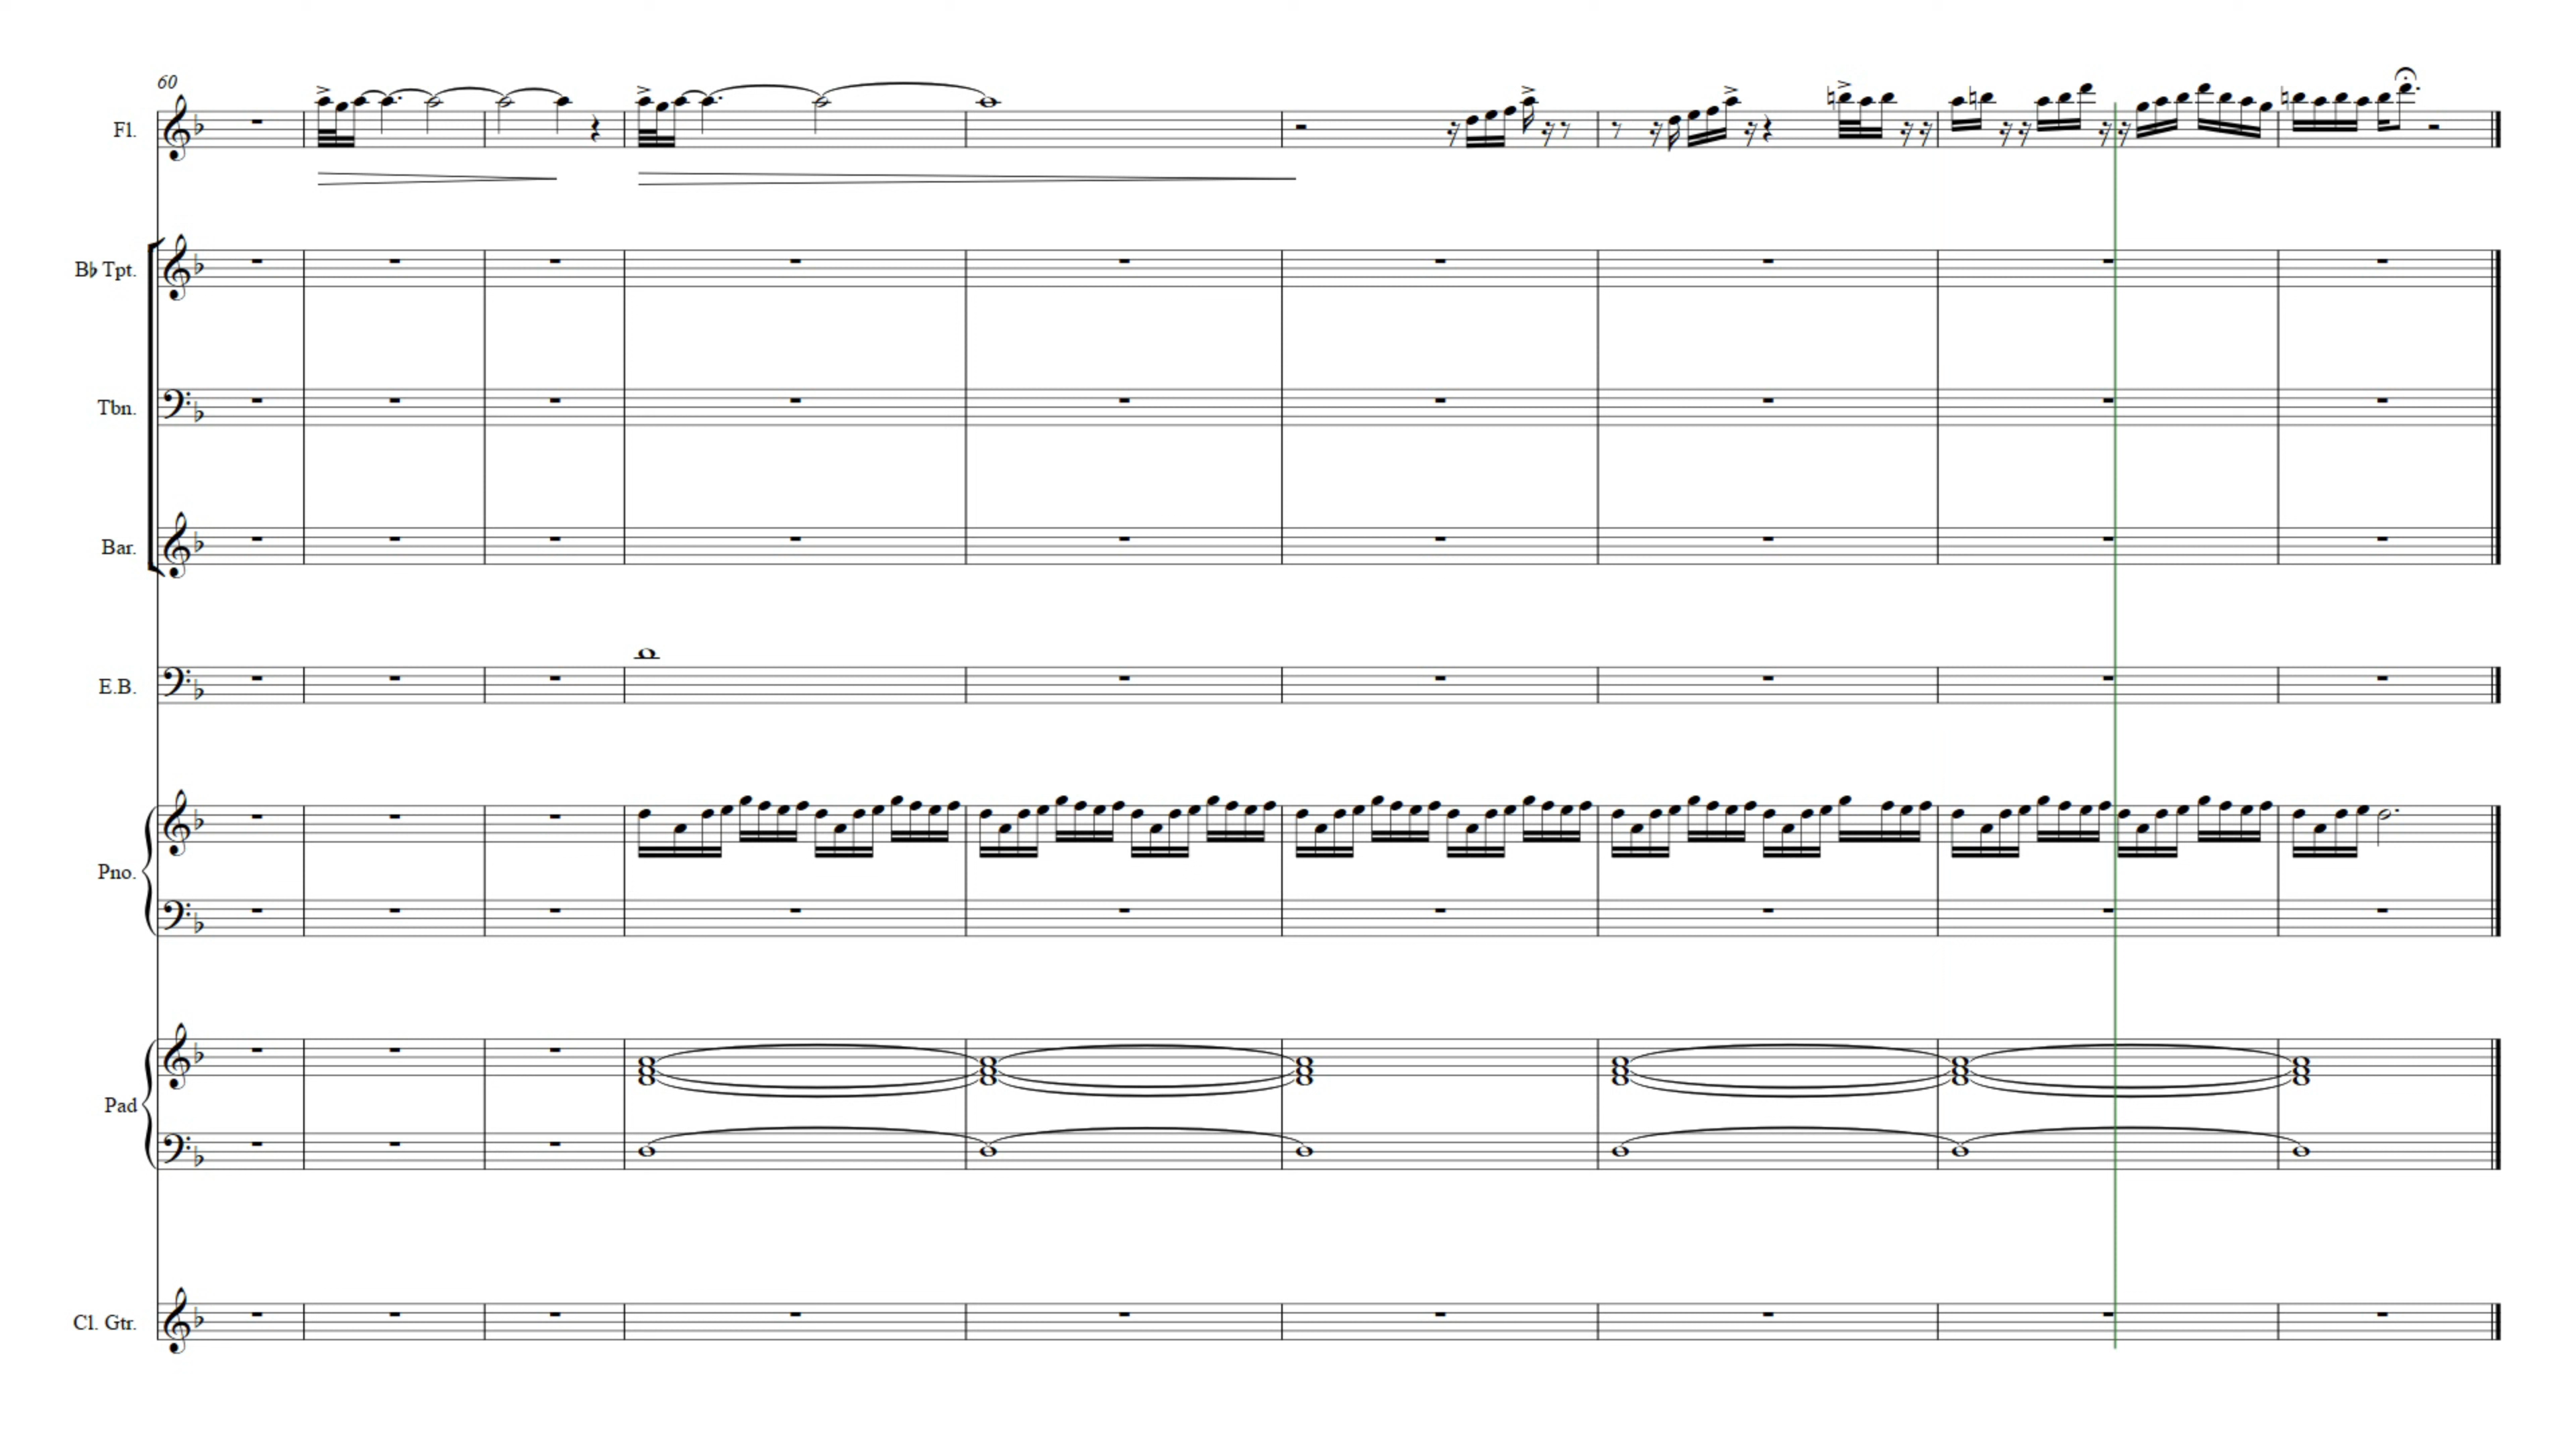 60
Fl.
B♭ Tpt.
Tbn.
Bar.
E.B.
Pno.
Pad
Cl. Gtr.